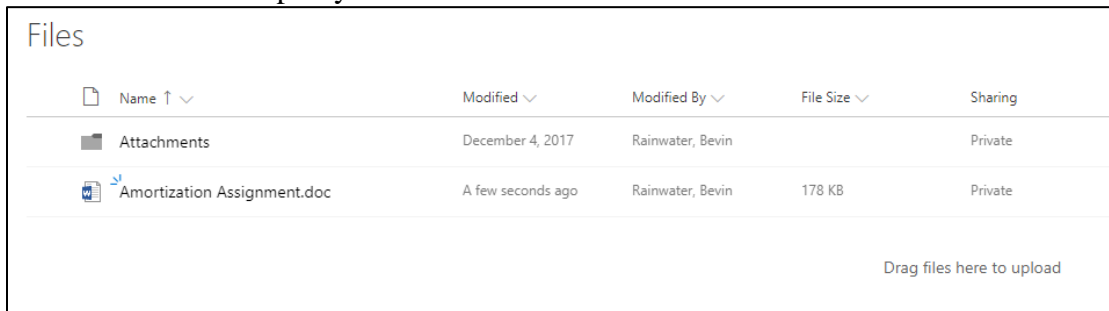 Files
Name ↑ Modified Modified By File Size Sharing
Attachments December 4, 2017 Rainwater, Bevin Private
Amortization Assignment.doc A few seconds ago Rainwater, Bevin 178 KB Private
Drag files here to upload